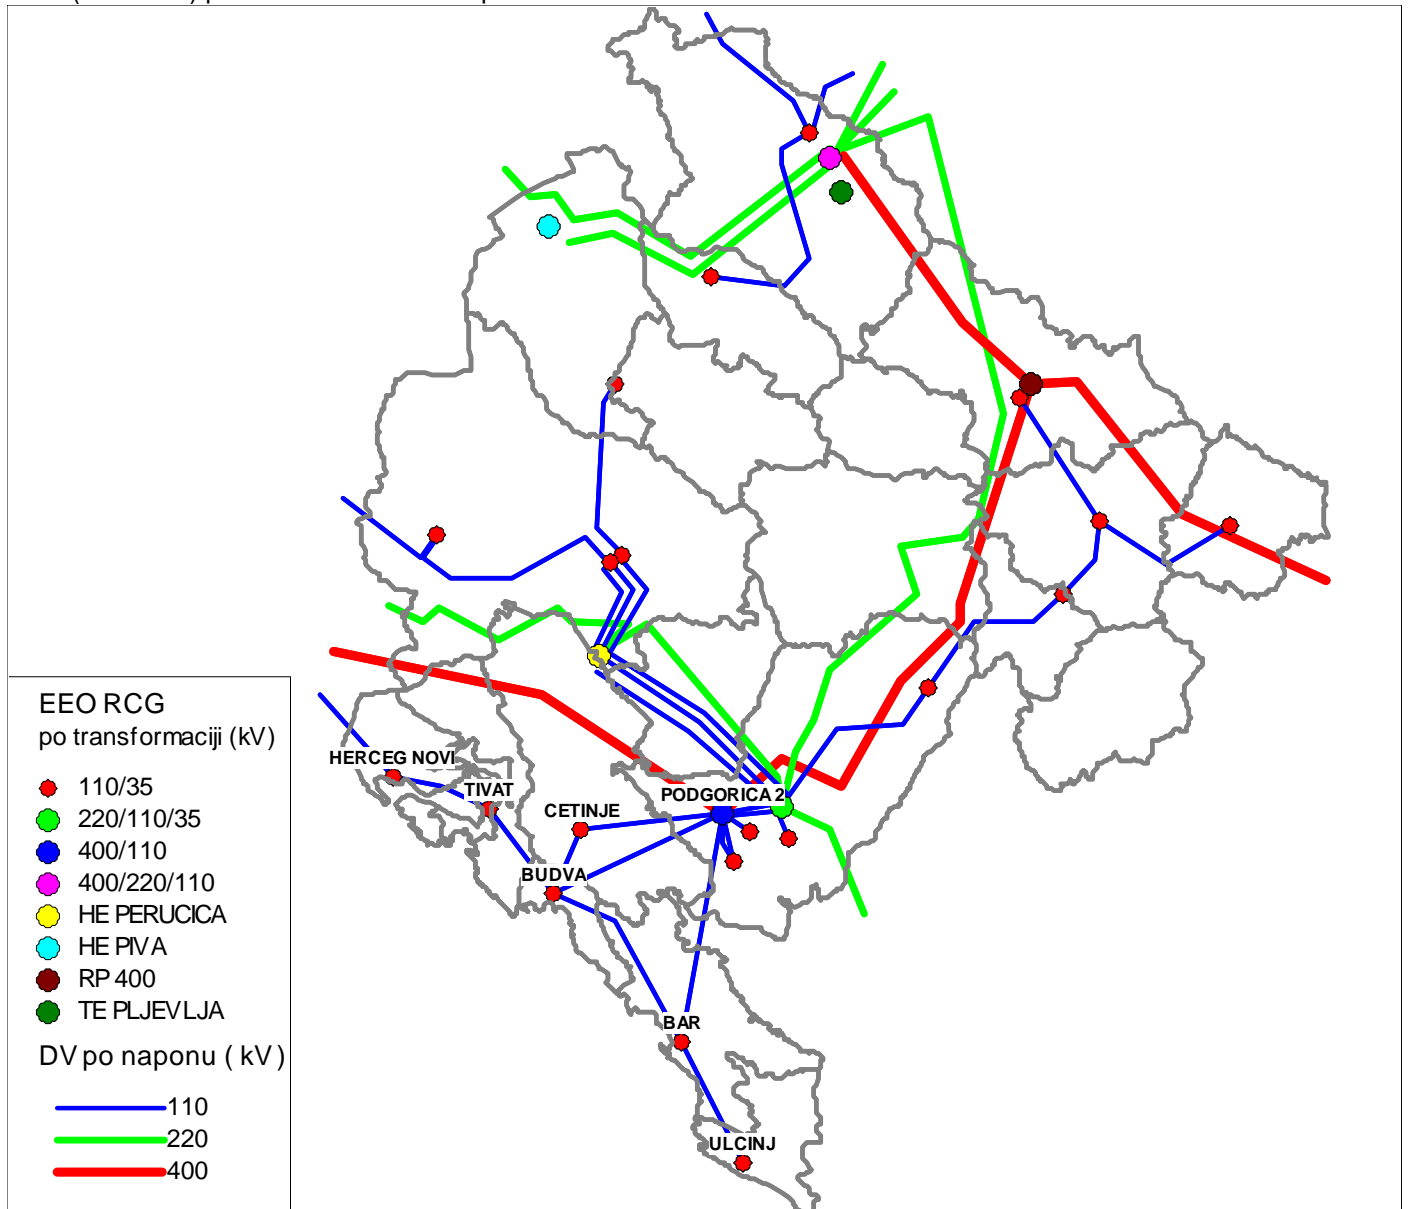 HERCEG NOVI
TIVAT
CETINJE
PODGORICA 2
BUDVA
BAR
ULCINJ
EEO RCG
po transformaciji (kV)
110/35
220/110/35
400/110
400/220/110
HE PERUCICA
HE PIVA
RP 400
TE PLJEVLJA
DV po naponu ( kV )
110
220
400